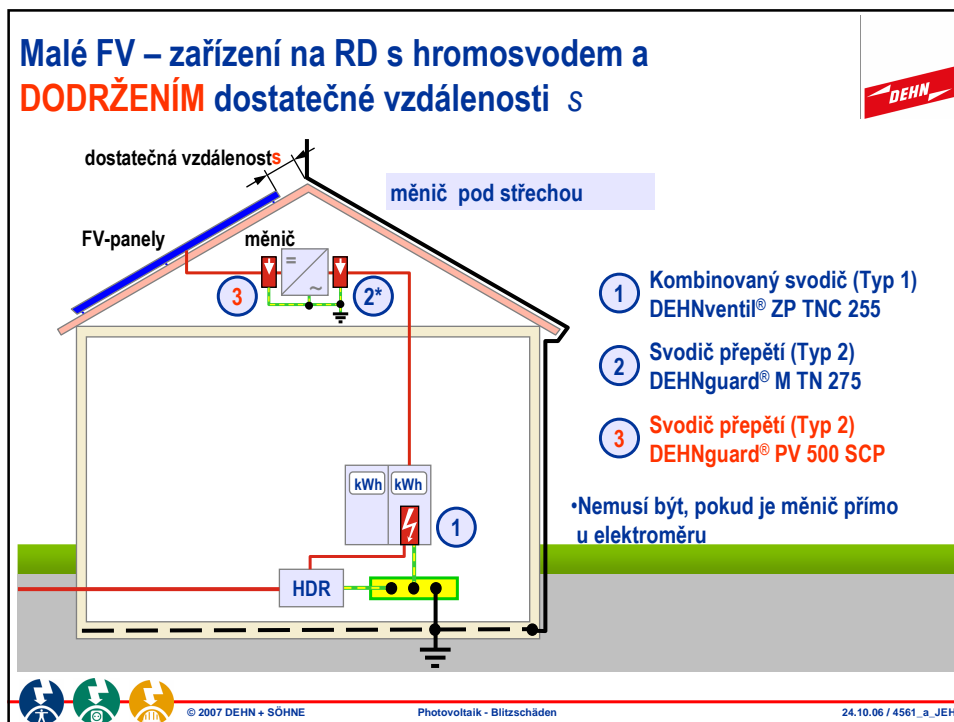 Malé FV – zařízení na RD s hromosvodem a
DODRŽENÍM dostatečné vzdálenosti s
DEHN
dostatečná vzdálenosts
měnič pod střechou
FV-panely
měnič
=
~
3
2*
1 Kombinovaný svodič (Typ 1)
DEHNventil® ZP TNC 255
2 Svodič přepětí (Typ 2)
DEHNguard® M TN 275
3 Svodič přepětí (Typ 2)
DEHNguard® PV 500 SCP
kWh kWh
1
•Nemusí být, pokud je měnič přímo
u elektroměru
HDR
© 2007 DEHN + SÖHNE Photovoltaik - Blitzschäden 24.10.06 / 4561_a_JEH